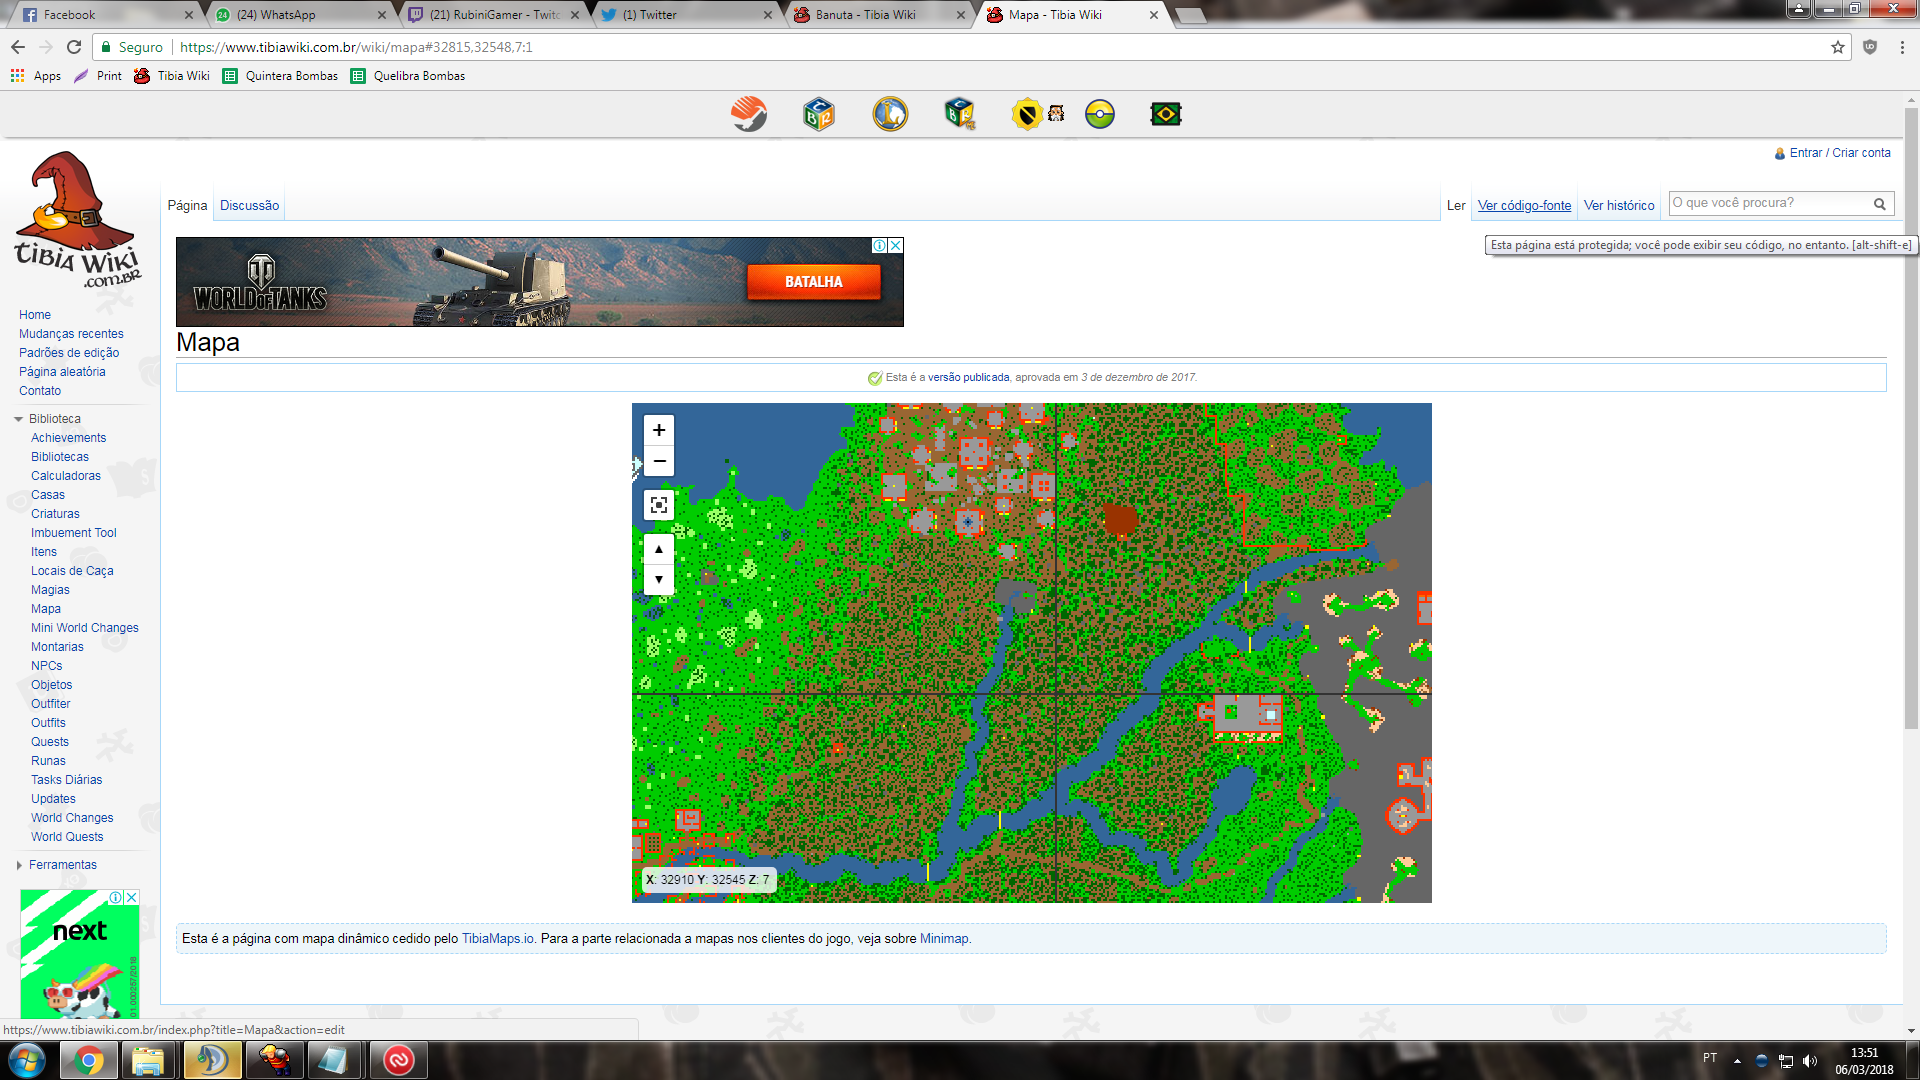 Facebook
(24) WhatsApp
(21) RubiniGamer - Twitc
(1) Twitter
Banuta - Tibia Wiki
Mapa - Tibia Wiki
Seguro
https://www.tibiawiki.com.br/wiki/mapa#32815,32548,7:1
Apps
Print
Tibia Wiki
Quintera Bombas
Quelibra Bombas
Entrar / Criar conta
Página
Discussão
Ler
Ver código-fonte
Ver histórico
O que você procura?
Esta página está protegida; você pode exibir seu código, no entanto. [alt-shift-e]
TIBIA WIKI
.COM.BR
WORLD OF TANKS
BATALHA
Mapa
Esta é a versão publicada, aprovada em 3 de dezembro de 2017.
Home
Mudanças recentes
Padrões de edição
Página aleatória
Contato
Biblioteca
Achievements
Bibliotecas
Calculadoras
Casas
Criaturas
Imbuement Tool
Itens
Locais de Caça
Magias
Mapa
Mini World Changes
Montarias
NPCs
Objetos
Outfiter
Outfits
Quests
Runas
Tasks Diárias
Updates
World Changes
World Quests
Ferramentas
+
−
X: 32910 Y: 32545 Z: 7
next
Esta é a página com mapa dinâmico cedido pelo TibiaMaps.io. Para a parte relacionada a mapas nos clientes do jogo, veja sobre Minimap.
https://www.tibiawiki.com.br/index.php?title=Mapa&action=edit
PT
13:51
06/03/2018